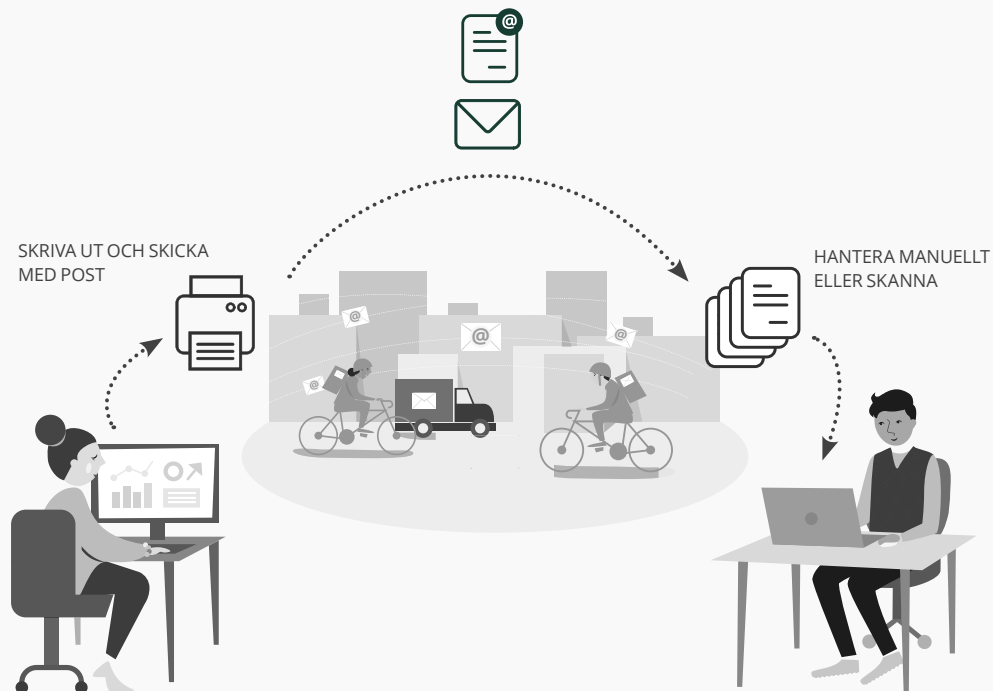 @
SKRIVA UT OCH SKICKA
MED POST
HANTERA MANUELLT
ELLER SKANNA
@
@
@
@